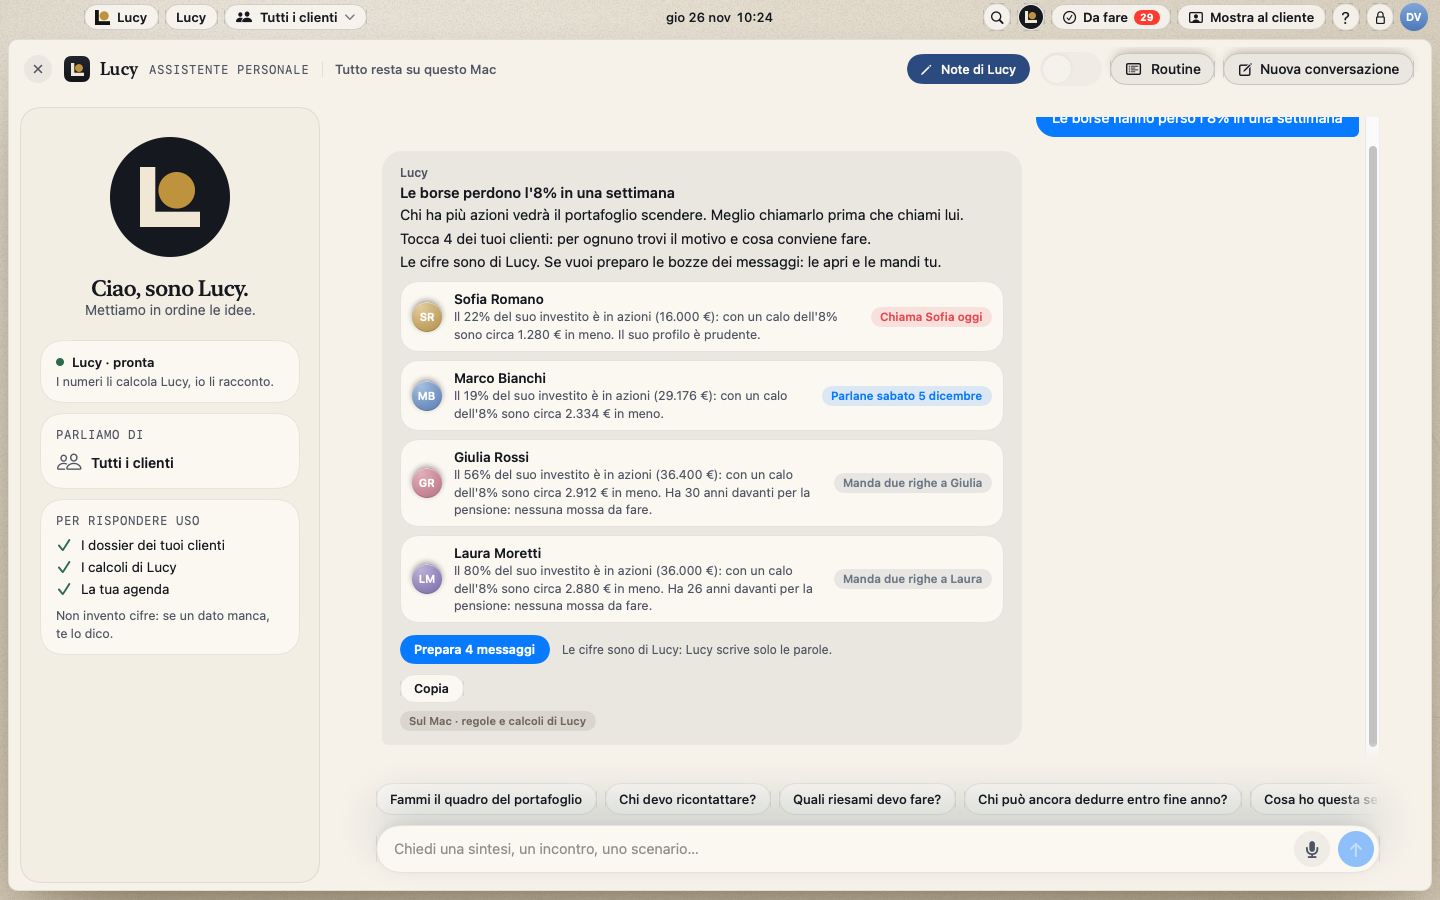 Lucy
Lucy
Tutti i clienti
gio 26 nov 10:24
Da fare 29
Mostra al cliente
?
DV
Lucy ASSISTENTE PERSONALE
Tutto resta su questo Mac
Note di Lucy
Routine
Nuova conversazione
Ciao, sono Lucy.
Mettiamo in ordine le idee.
Lucy · pronta
I numeri li calcola Lucy, io li racconto.
PARLIAMO DI
Tutti i clienti
PER RISPONDERE USO
I dossier dei tuoi clienti
I calcoli di Lucy
La tua agenda
Non invento cifre: se un dato manca,
te lo dico.
Le borse hanno perso l'8% in una settimana
Lucy
Le borse perdono l'8% in una settimana
Chi ha più azioni vedrà il portafoglio scendere. Meglio chiamarlo prima che chiami lui.
Tocca 4 dei tuoi clienti: per ognuno trovi il motivo e cosa conviene fare.
Le cifre sono di Lucy. Se vuoi preparo le bozze dei messaggi: le apri e le mandi tu.
SR
Sofia Romano
Il 22% del suo investito è in azioni (16.000 €): con un calo dell'8%
sono circa 1.280 € in meno. Il suo profilo è prudente.
Chiama Sofia oggi
MB
Marco Bianchi
Il 19% del suo investito è in azioni (29.176 €): con un calo
dell'8% sono circa 2.334 € in meno.
Parlane sabato 5 dicembre
GR
Giulia Rossi
Il 56% del suo investito è in azioni (36.400 €): con un calo
dell'8% sono circa 2.912 € in meno. Ha 30 anni davanti per la
pensione: nessuna mossa da fare.
Manda due righe a Giulia
LM
Laura Moretti
Il 80% del suo investito è in azioni (36.000 €): con un calo
dell'8% sono circa 2.880 € in meno. Ha 26 anni davanti per la
pensione: nessuna mossa da fare.
Manda due righe a Laura
Prepara 4 messaggi
Le cifre sono di Lucy: Lucy scrive solo le parole.
Copia
Sul Mac · regole e calcoli di Lucy
Fammi il quadro del portafoglio
Chi devo ricontattare?
Quali riesami devo fare?
Chi può ancora dedurre entro fine anno?
Cosa ho questa se
Chiedi una sintesi, un incontro, uno scenario...